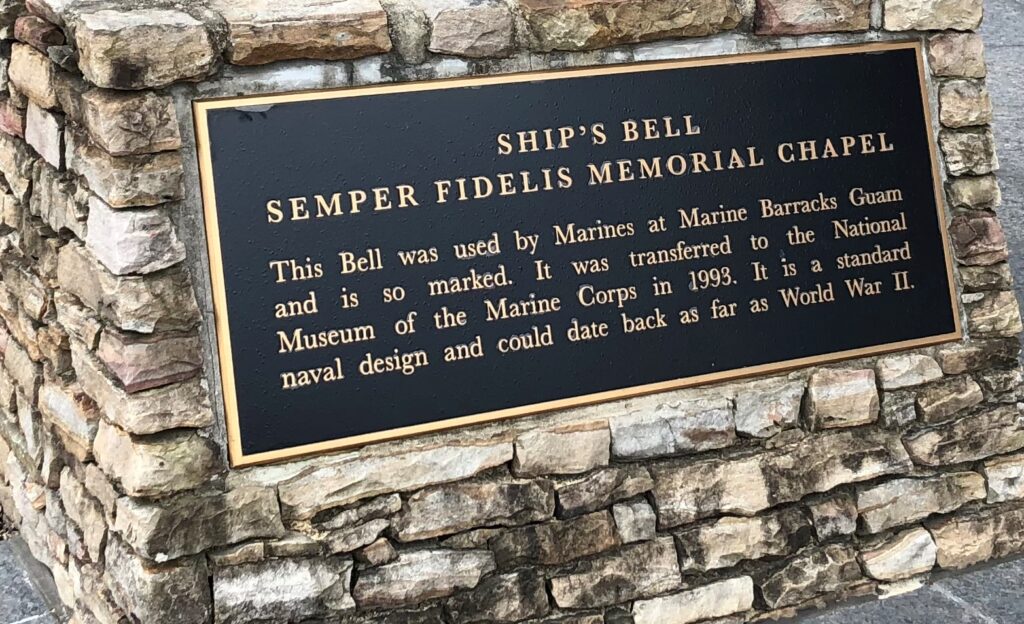 SHIP'S BELL
SEMPER FIDELIS MEMORIAL CHAPEL
This Bell was used by Marines at Marine Barracks Guam
and is so marked. It was transferred to the National
Museum of the Marine Corps in 1993. It is a standard
naval design and could date back as far as World War II.